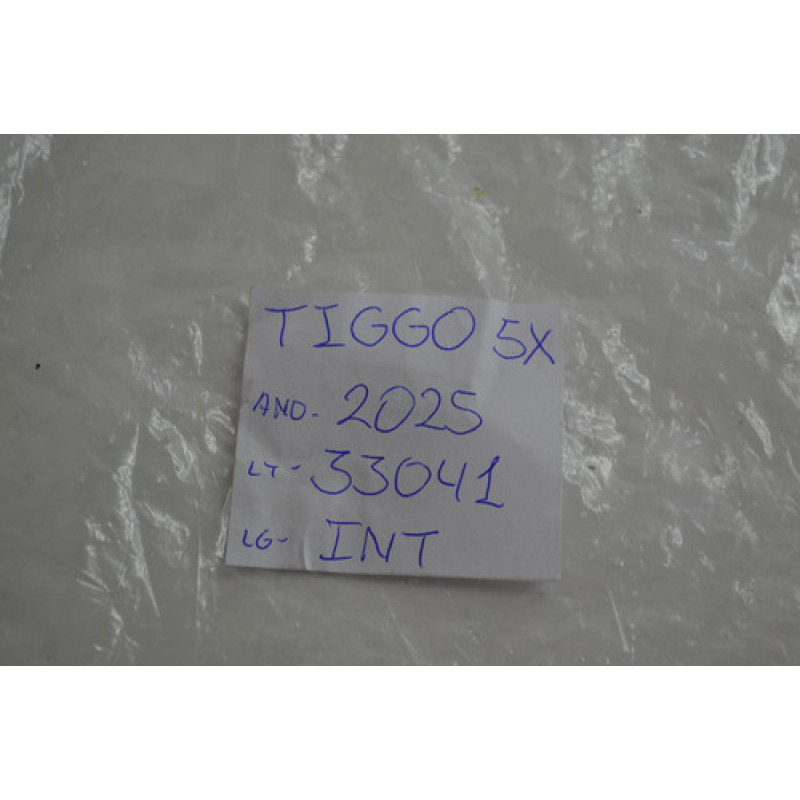 TIGGO 5X
ANO- 2025
LT- 33041
LG- INT